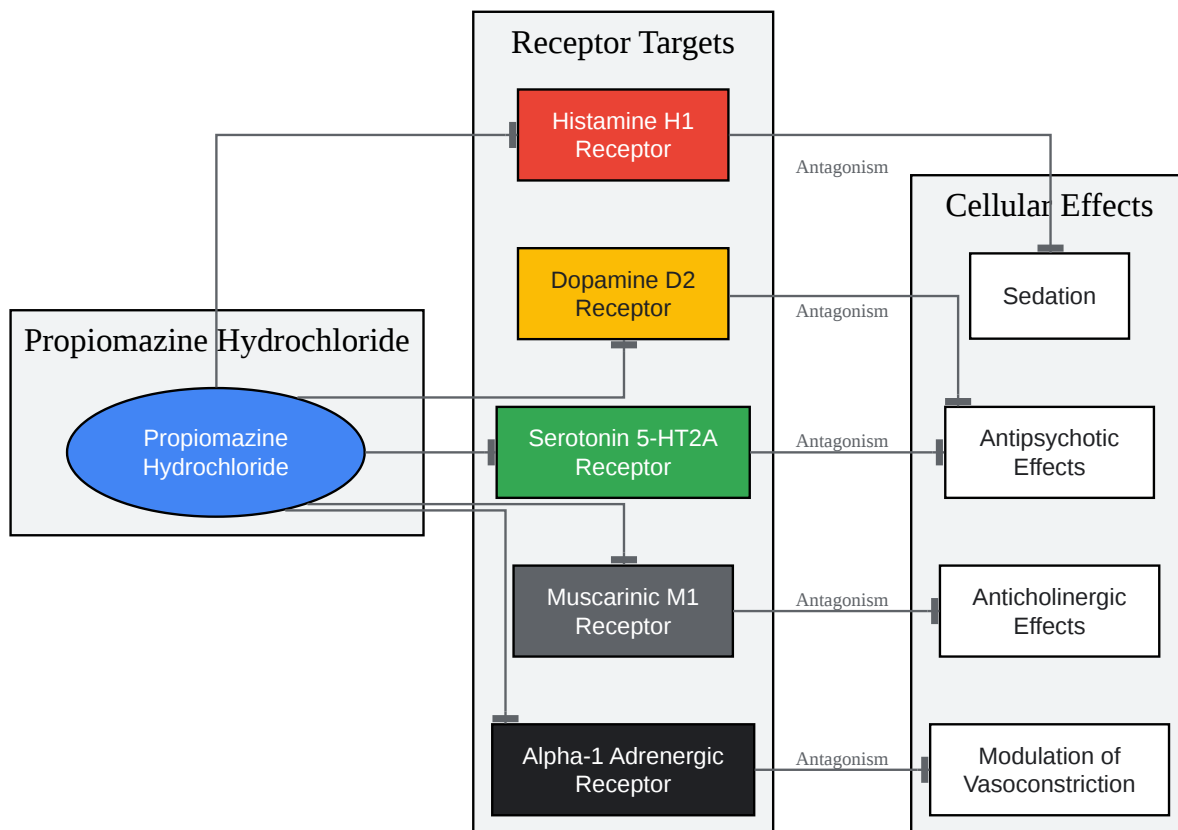 Receptor Targets
Histamine H1
Receptor
Antagonism
Cellular Effects
Dopamine D2
Receptor
Antagonism
Sedation
Propiomazine Hydrochloride
Propiomazine
Hydrochloride
Serotonin 5-HT2A
Receptor
Antagonism
Antipsychotic
Effects
Muscarinic M1
Receptor
Antagonism
Anticholinergic
Effects
Alpha-1 Adrenergic
Receptor
Antagonism
Modulation of
Vasoconstriction